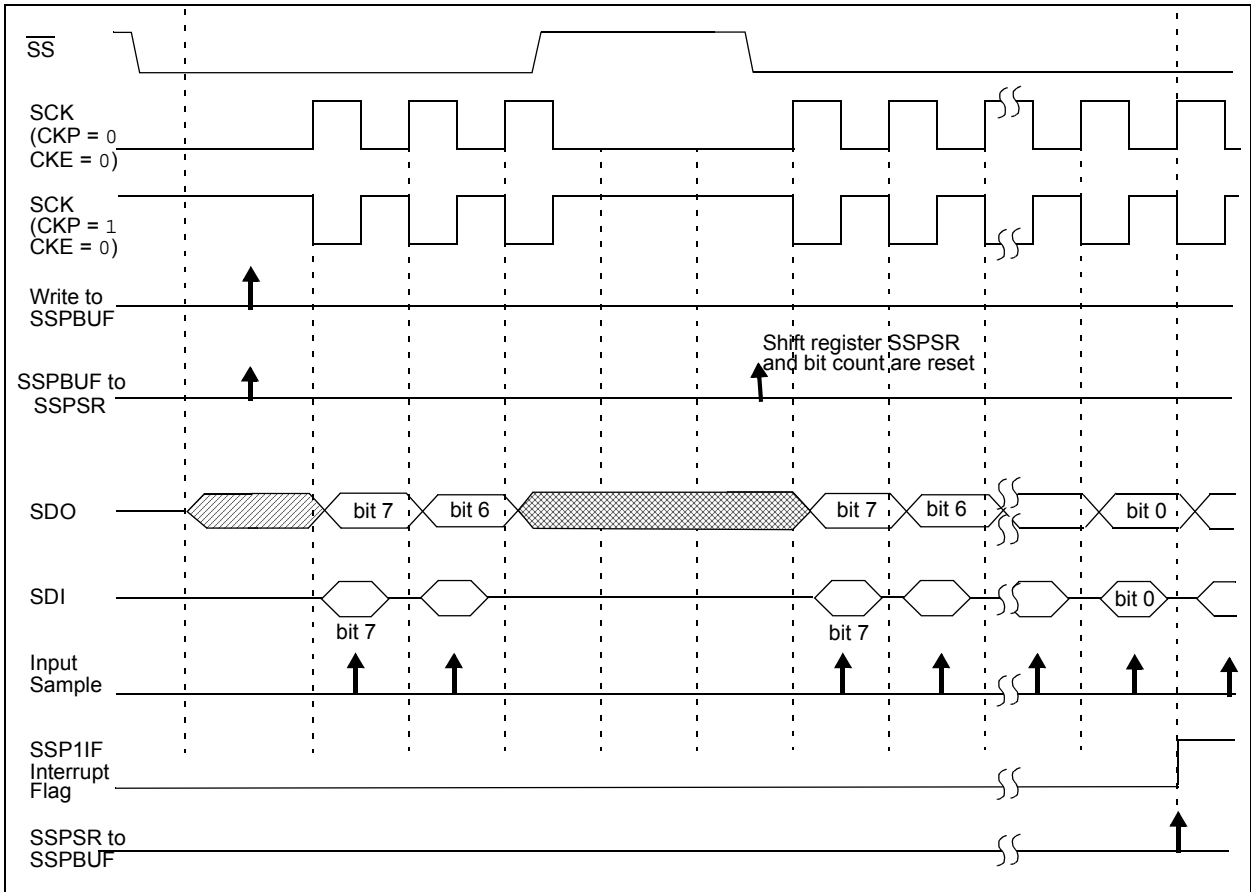 SS
SCK
(CKP = 0
CKE = 0)
SCK
(CKP = 1
CKE = 0)
Write to
SSPBUF
Shift register SSPSR
and bit count are reset
SSPBUF to
SSPSR
SDO
bit 7
bit 6
bit 7
bit 6
bit 0
SDI
bit 0
bit 7
bit 7
Input
Sample
SSP1IF
Interrupt
Flag
SSPSR to
SSPBUF